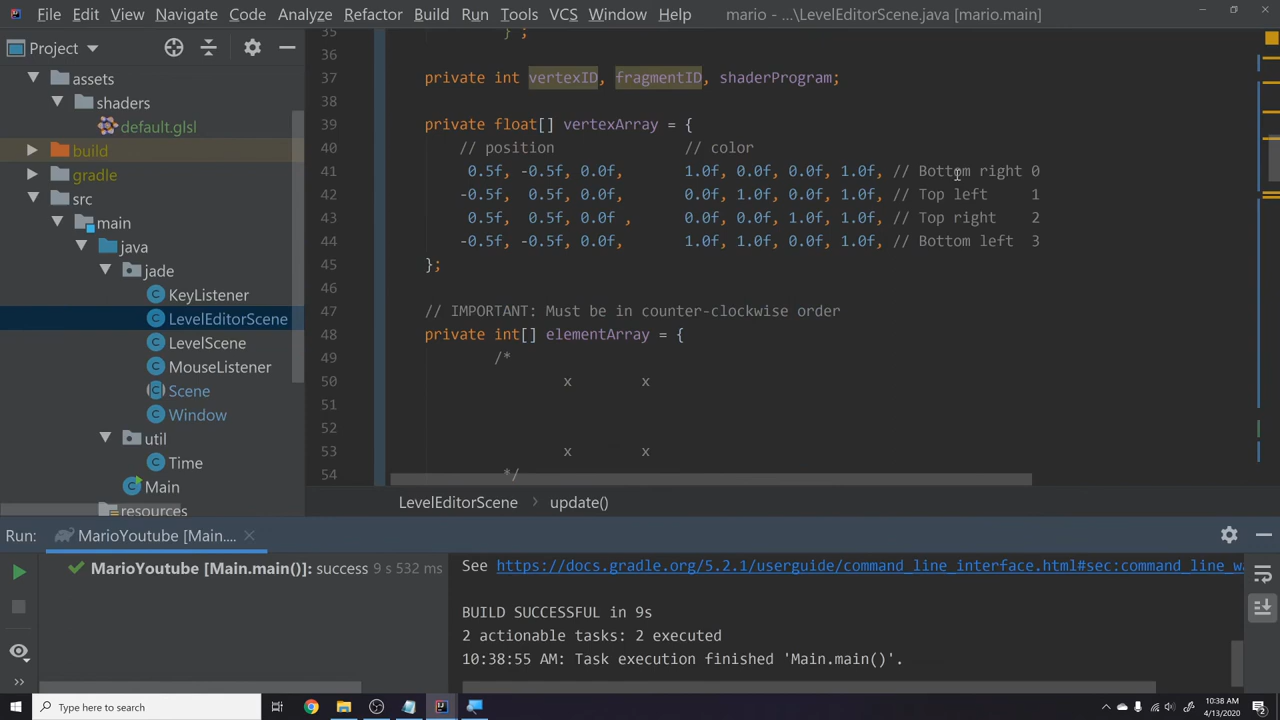 File Edit View Navigate Code Analyze Refactor Build Run Tools VCS Window Help mario - ...\LevelEditorScene.java [mario.main]
Project
assets
shaders
default.glsl
build
gradle
src
main
java
jade
KeyListener
LevelEditorScene
LevelScene
MouseListener
Scene
Window
util
Time
Main
resources
35 } ;
36
37 private int vertexID, fragmentID, shaderProgram;
38
39 private float[] vertexArray = {
40 // position // color
41 0.5f, -0.5f, 0.0f, 1.0f, 0.0f, 0.0f, 1.0f, // Bottom right 0
42 -0.5f, 0.5f, 0.0f, 0.0f, 1.0f, 0.0f, 1.0f, // Top left 1
43 0.5f, 0.5f, 0.0f , 0.0f, 0.0f, 1.0f, 1.0f, // Top right 2
44 -0.5f, -0.5f, 0.0f, 1.0f, 1.0f, 0.0f, 1.0f, // Bottom left 3
45 };
46
47 // IMPORTANT: Must be in counter-clockwise order
48 private int[] elementArray = {
49 /*
50 x x
51
52
53 x x
54 */
LevelEditorScene › update()
Run: MarioYoutube [Main.... ×
MarioYoutube [Main.main()]: success 9 s 532 ms
See https://docs.gradle.org/5.2.1/userguide/command_line_interface.html#sec:command_line_wa
BUILD SUCCESSFUL in 9s
2 actionable tasks: 2 executed
10:38:55 AM: Task execution finished 'Main.main()'.
Type here to search
10:38 AM
4/13/2020
2